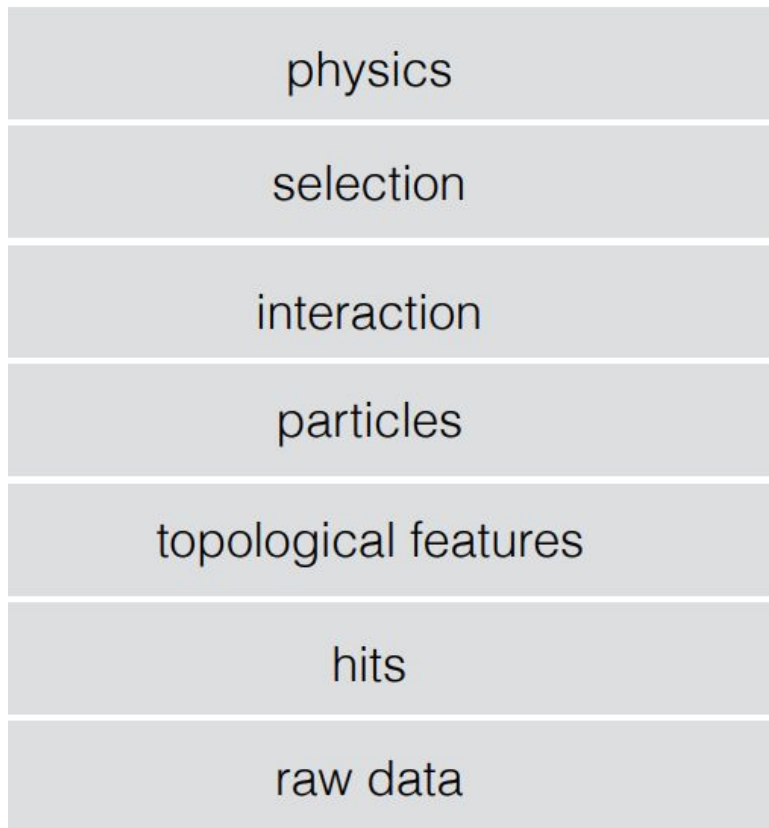 physics
selection
interaction
particles
topological features
hits
raw data